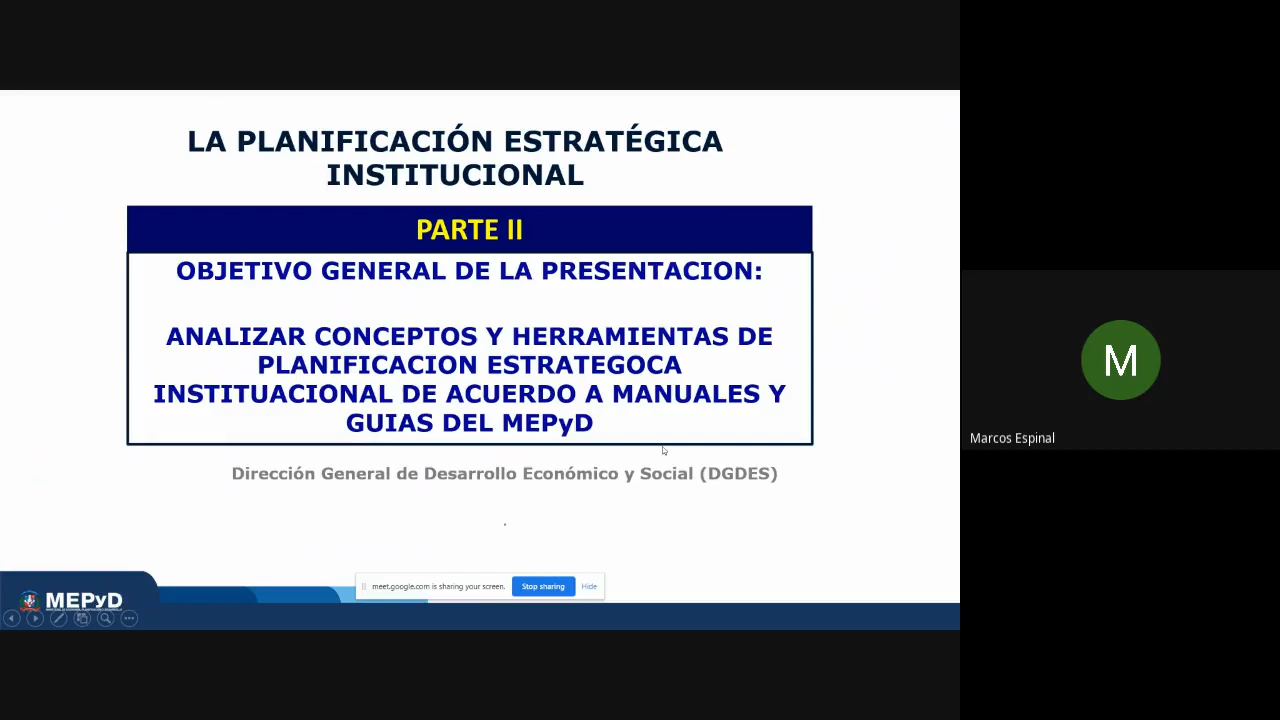 LA PLANIFICACIÓN ESTRATÉGICA
INSTITUCIONAL
PARTE II
OBJETIVO GENERAL DE LA PRESENTACION:
ANALIZAR CONCEPTOS Y HERRAMIENTAS DE
PLANIFICACION ESTRATEGOCA
INSTITUACIONAL DE ACUERDO A MANUALES Y
GUIAS DEL MEPyD
Dirección General de Desarrollo Económico y Social (DGDES)
meet.google.com is sharing your screen. Stop sharing Hide
MEPyD
M
Marcos Espinal